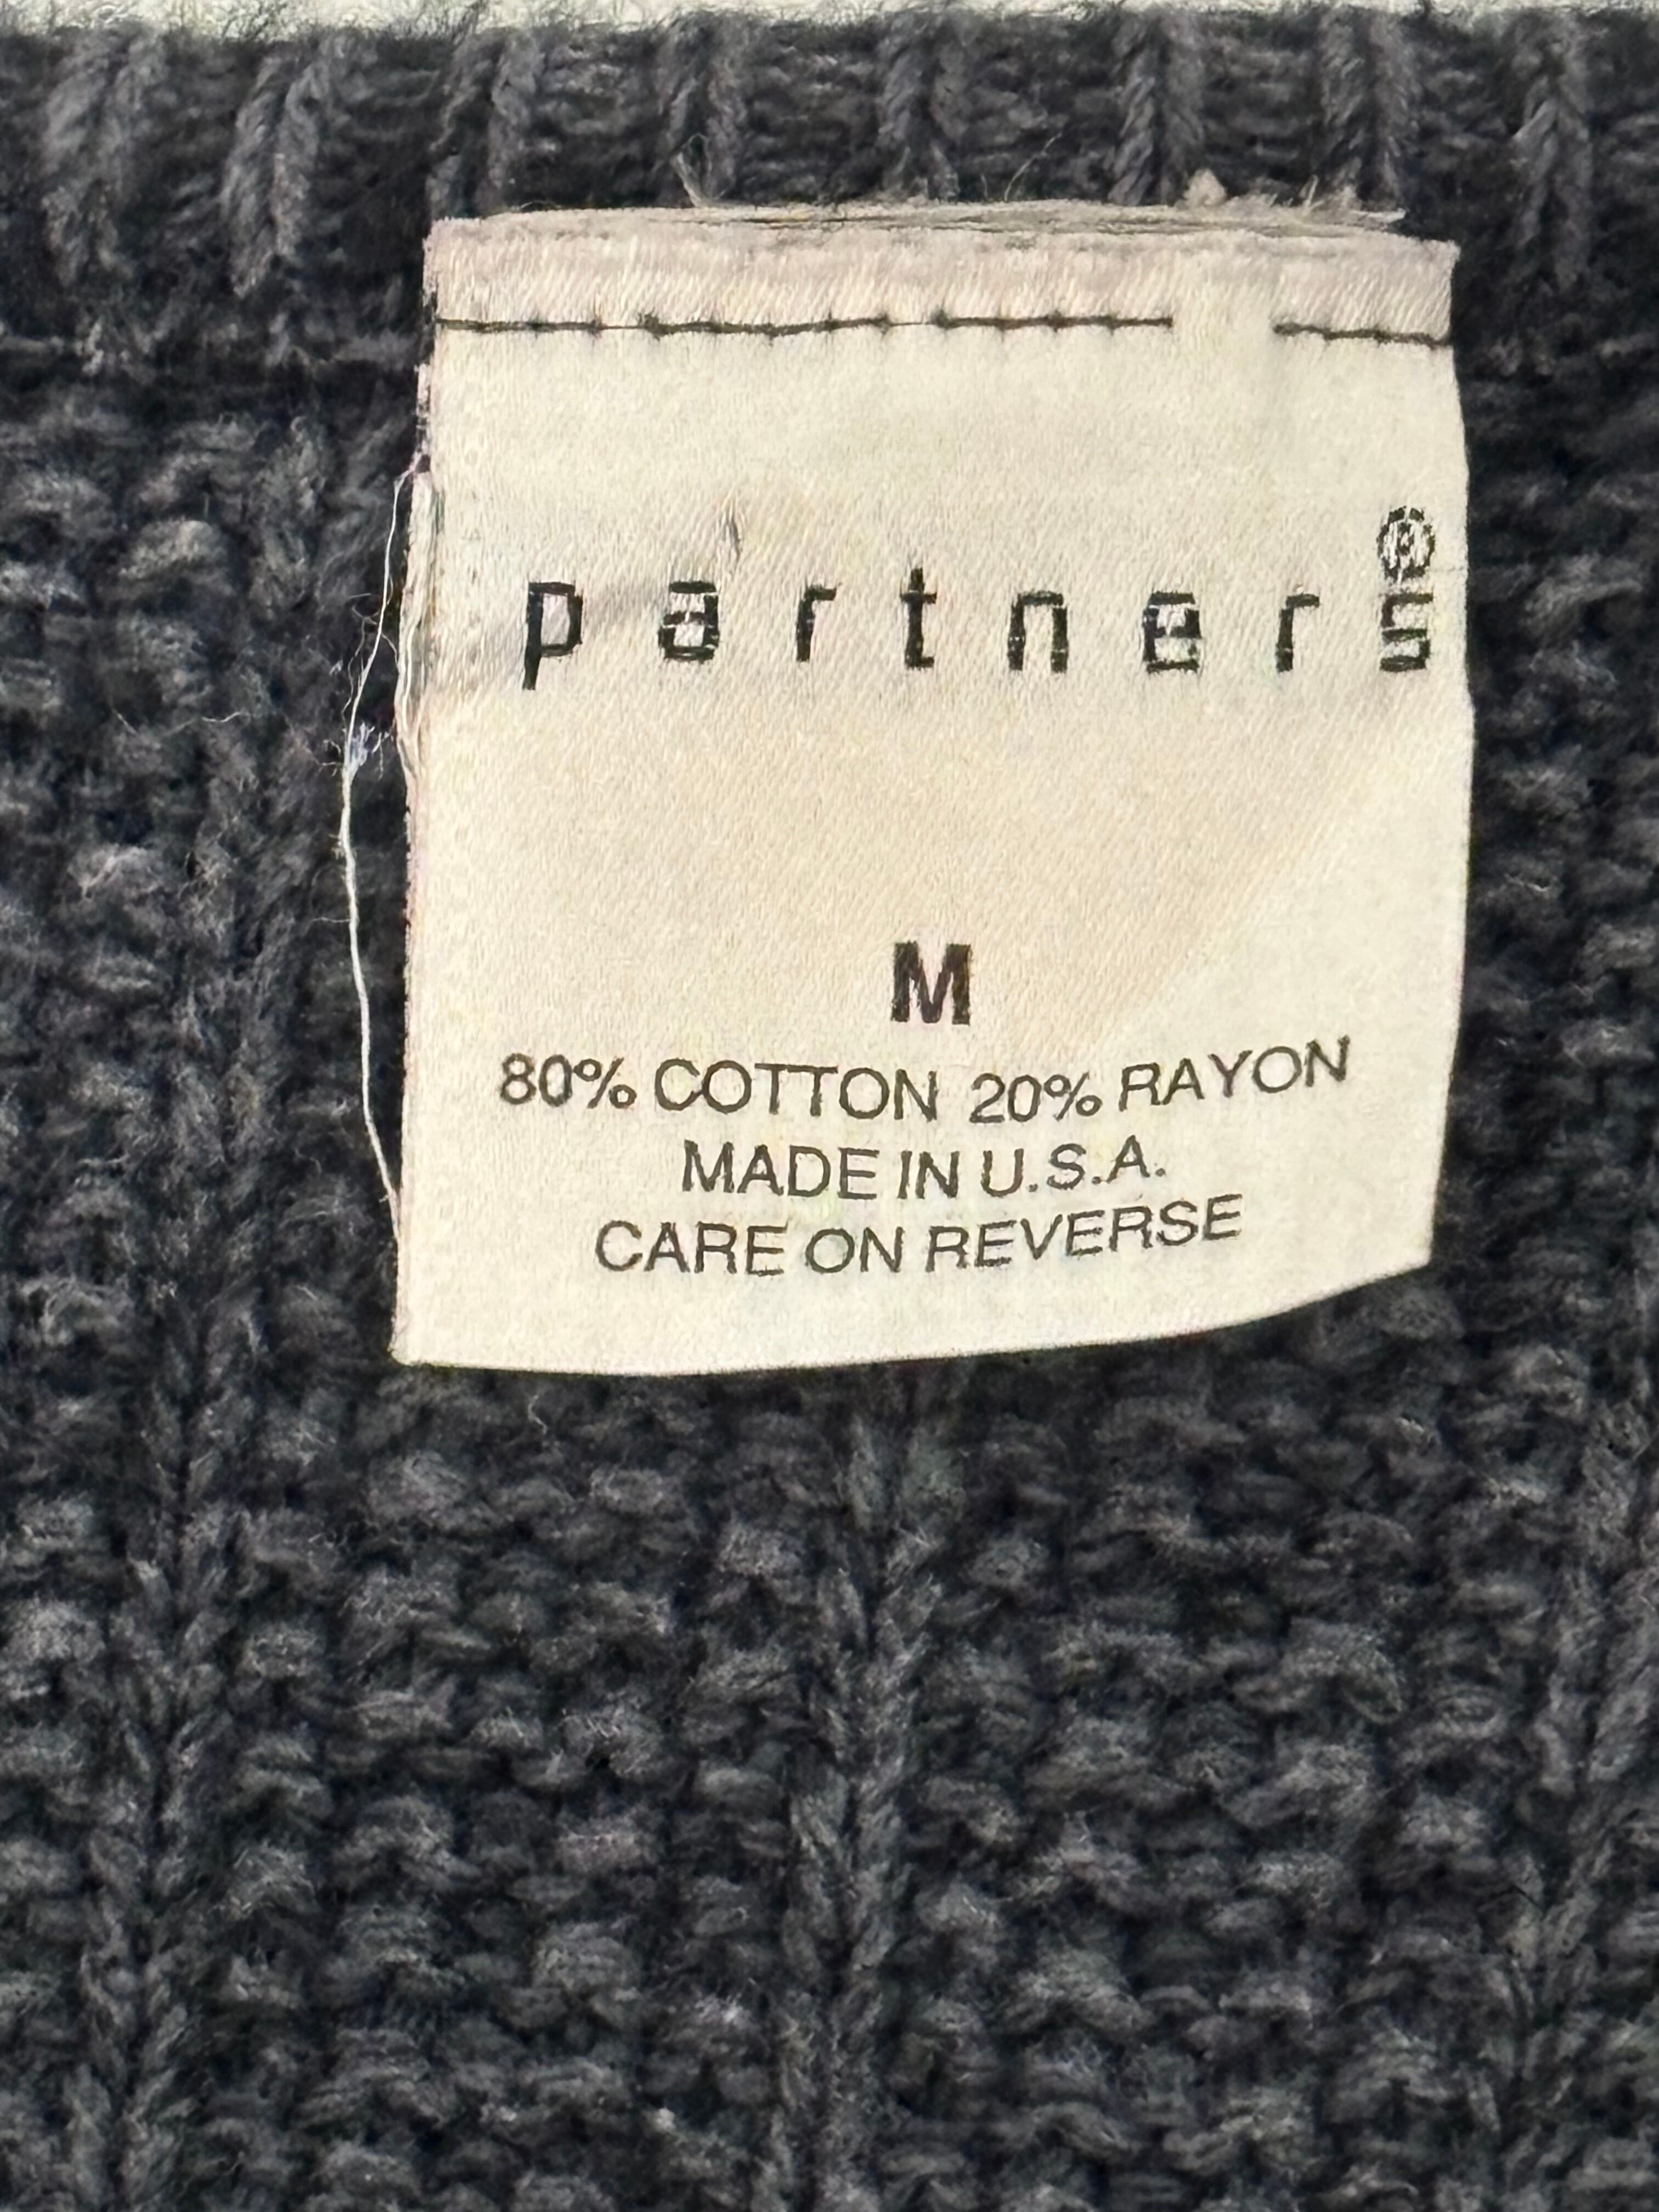 partners®
M
80% COTTON 20% RAYON
MADE IN U.S.A.
CARE ON REVERSE